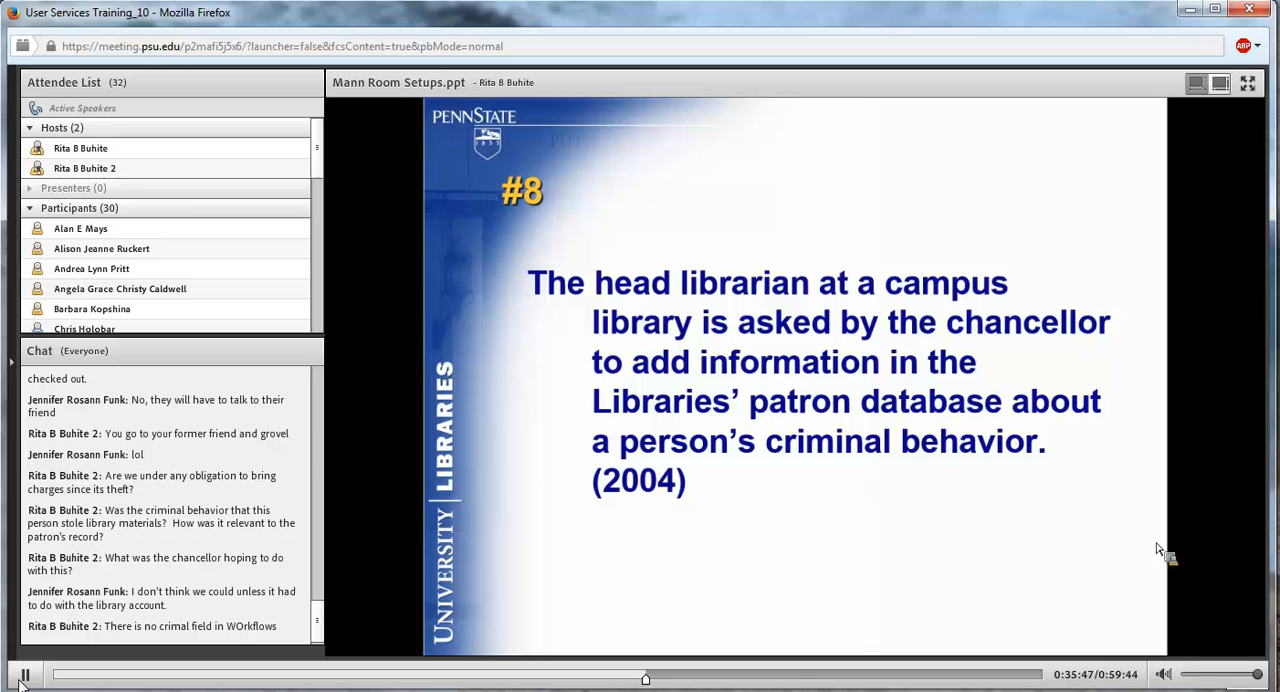 User Services Training_10 - Mozilla Firefox
https://meeting.psu.edu/p2mafi5j5x6/?launcher=false&fcsContent=true&pbMode=normal
ABP
Attendee List (32)
Active Speakers
Hosts (2)
Rita B Buhite
Rita B Buhite 2
Presenters (0)
Participants (30)
Alan E Mays
Alison Jeanne Ruckert
Andrea Lynn Pritt
Angela Grace Christy Caldwell
Barbara Kopshina
Chris Holobar
Chat (Everyone)
checked out.
Jennifer Rosann Funk: No, they will have to talk to their
friend
Rita B Buhite 2: You go to your former friend and grovel
Jennifer Rosann Funk: lol
Rita B Buhite 2: Are we under any obligation to bring
charges since its theft?
Rita B Buhite 2: Was the criminal behavior that this
person stole library materials? How was it relevant to the
patron's record?
Rita B Buhite 2: What was the chancellor hoping to do
with this?
Jennifer Rosann Funk: I don't think we could unless it had
to do with the library account.
Rita B Buhite 2: There is no crimal field in WOrkflows
Mann Room Setups.ppt - Rita B Buhite
PENNSTATE
1855
#8
The head librarian at a campus
library is asked by the chancellor
to add information in the
Libraries' patron database about
a person's criminal behavior.
(2004)
UNIVERSITY LIBRARIES
0:35:47/0:59:44